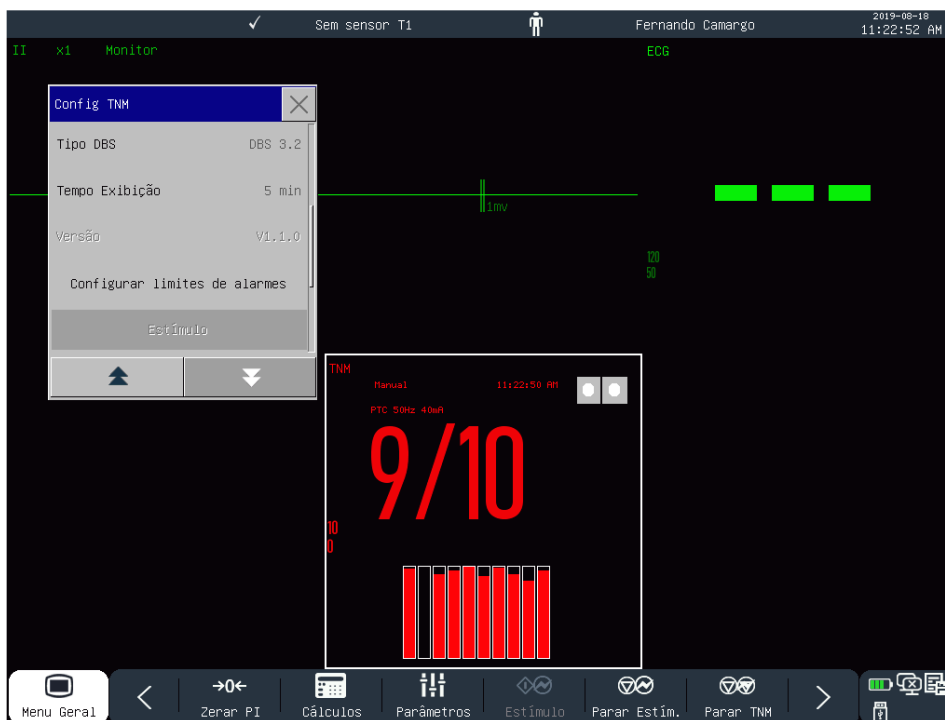 Sem sensor T1
Fernando Camargo
2019-08-18
11:22:52 AM
II x1 Monitor
ECG
Config TNM
Tipo DBS DBS 3.2
Tempo Exibição 5 min
Versão V1.1.0
Configurar limites de alarmes
Estímulo
1mv
120
50
TNM
Manual 11:22:50 AM
PTC 50Hz 40mA
9/10
10
0
Menu Geral
→0←
Zerar PI
Cálculos
Parâmetros
Estímulo
Parar Estím.
Parar TNM